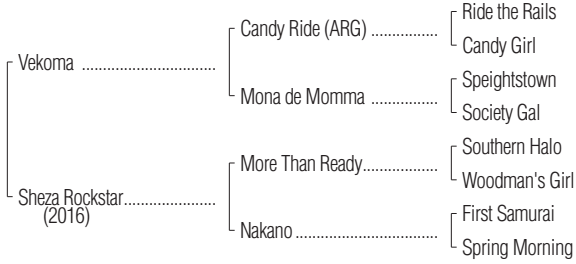 Ride the Rails
Candy Ride (ARG) ................
Candy Girl
Vekoma ................................
Speightstown
Mona de Momma ................
Society Gal
Southern Halo
More Than Ready..................
Woodman's Girl
Sheza Rockstar......................
(2016)
First Samurai
Nakano ..................................
Spring Morning